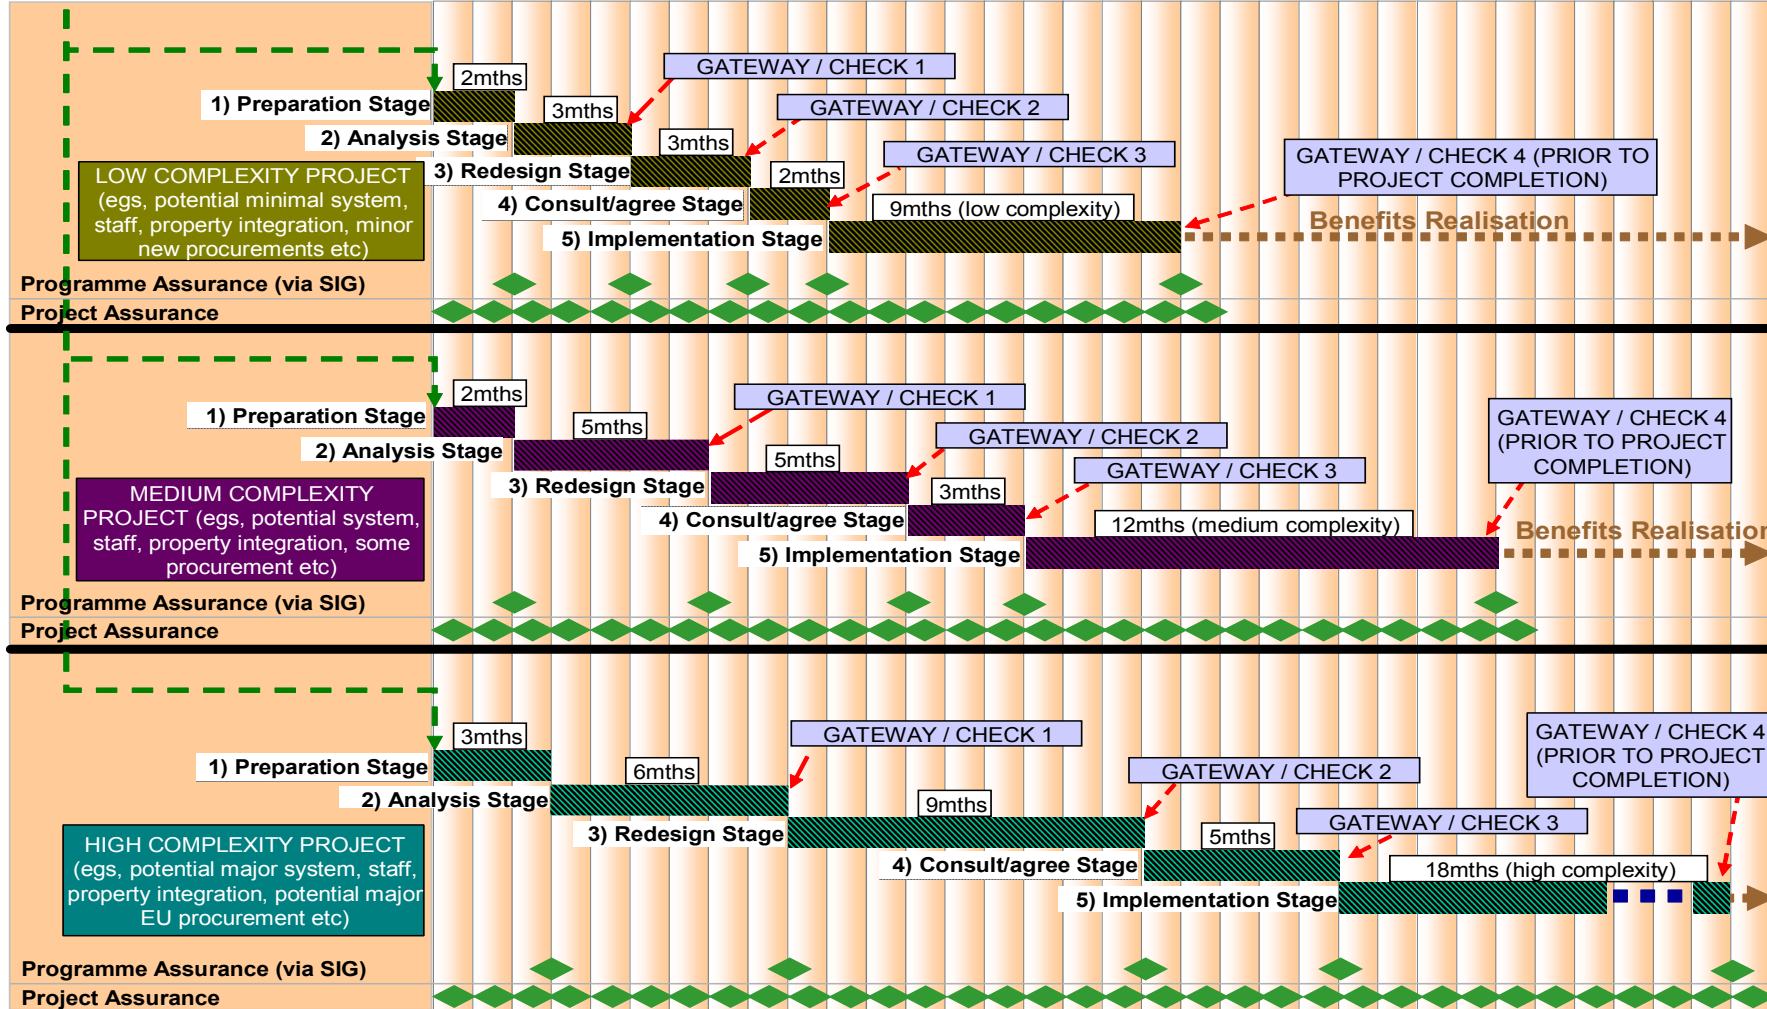 GATEWAY / CHECK 1
2mths
1) Preparation Stage
GATEWAY / CHECK 2
3mths
2) Analysis Stage
3mths
GATEWAY / CHECK 3
GATEWAY / CHECK 4 (PRIOR TO
PROJECT COMPLETION)
3) Redesign Stage
LOW COMPLEXITY PROJECT
(egs, potential minimal system,
staff, property integration, minor
new procurements etc)
2mths
4) Consult/agree Stage
9mths (low complexity)
Benefits Realisation
5) Implementation Stage
Programme Assurance (via SIG)
Project Assurance
2mths
GATEWAY / CHECK 1
1) Preparation Stage
GATEWAY / CHECK 4
(PRIOR TO PROJECT
COMPLETION)
5mths
GATEWAY / CHECK 2
2) Analysis Stage
5mths
GATEWAY / CHECK 3
3) Redesign Stage
MEDIUM COMPLEXITY
PROJECT (egs, potential system,
staff, property integration, some
procurement etc)
3mths
4) Consult/agree Stage
12mths (medium complexity)
Benefits Realisation
5) Implementation Stage
Programme Assurance (via SIG)
Project Assurance
3mths
GATEWAY / CHECK 1
GATEWAY / CHECK 4
(PRIOR TO PROJECT
COMPLETION)
1) Preparation Stage
6mths
GATEWAY / CHECK 2
2) Analysis Stage
9mths
GATEWAY / CHECK 3
3) Redesign Stage
HIGH COMPLEXITY PROJECT
(egs, potential major system, staff,
property integration, potential major
EU procurement etc)
5mths
4) Consult/agree Stage
18mths (high complexity)
5) Implementation Stage
Programme Assurance (via SIG)
Project Assurance